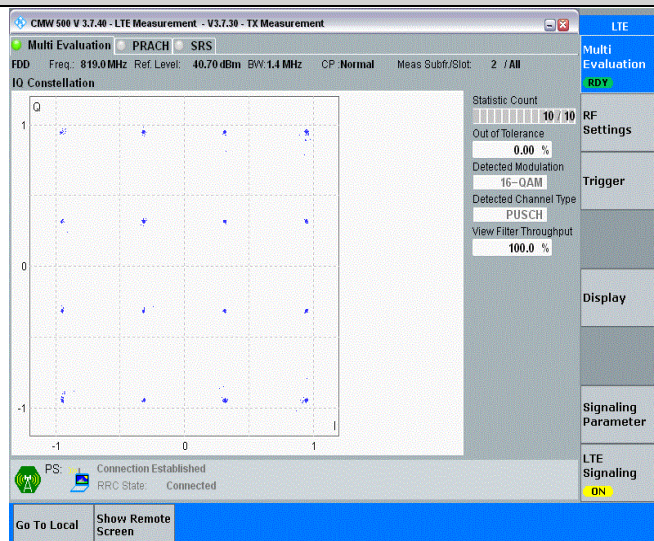 CMW 500 V 3.7.40 - LTE Measurement - V3.7.30 - TX Measurement
Multi Evaluation PRACH SRS
FDD Freq.: 819.0 MHz Ref. Level: 40.70 dBm BW: 1.4 MHz CP :Normal Meas Subfr./Slot: 2 / All
IQ Constellation
Q
1
0
-1
I
-1 0 1
Statistic Count
10 / 10
Out of Tolerance
0.00 %
Detected Modulation
16-QAM
Detected Channel Type
PUSCH
View Filter Throughput
100.0 %
PS: Connection Established
RRC State: Connected
LTE
Multi
Evaluation
RDY
RF
Settings
Trigger
Display
Signaling
Parameter
LTE
Signaling
ON
Go To Local
Show Remote
Screen